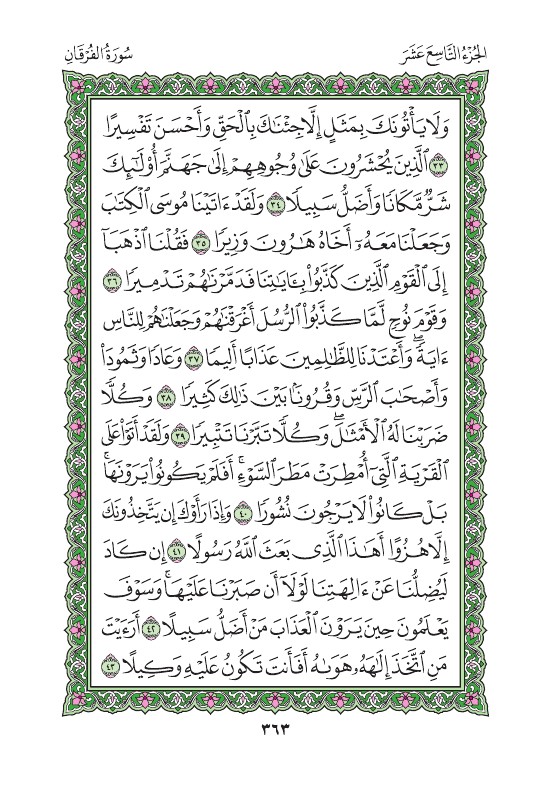 الجُزْءُ التَّاسِعَ عَشَرَ
سُورَةُ الفُرْقَانِ
وَلَا يَأْتُونَكَ بِمَثَلٍ إِلَّا جِئْنَٰكَ بِٱلْحَقِّ وَأَحْسَنَ تَفْسِيرًا
٣٣ ٱلَّذِينَ يُحْشَرُونَ عَلَىٰ وُجُوهِهِمْ إِلَىٰ جَهَنَّمَ أُو۟لَٰٓئِكَ
شَرٌّ مَّكَانًا وَأَضَلُّ سَبِيلًا ٣٤ وَلَقَدْ ءَاتَيْنَا مُوسَى ٱلْكِتَٰبَ
وَجَعَلْنَا مَعَهُۥٓ أَخَاهُ هَٰرُونَ وَزِيرًا ٣٥ فَقُلْنَا ٱذْهَبَآ
إِلَى ٱلْقَوْمِ ٱلَّذِينَ كَذَّبُوا۟ بِـَٔايَٰتِنَا فَدَمَّرْنَٰهُمْ تَدْمِيرًا ٣٦
وَقَوْمَ نُوحٍ لَّمَّا كَذَّبُوا۟ ٱلرُّسُلَ أَغْرَقْنَٰهُمْ وَجَعَلْنَٰهُمْ لِلنَّاسِ
ءَايَةً ۖ وَأَعْتَدْنَا لِلظَّٰلِمِينَ عَذَابًا أَلِيمًا ٣٧ وَعَادًا وَثَمُودَا۟
وَأَصْحَٰبَ ٱلرَّسِّ وَقُرُونًۢا بَيْنَ ذَٰلِكَ كَثِيرًا ٣٨ وَكُلًّا
ضَرَبْنَا لَهُ ٱلْأَمْثَٰلَ ۖ وَكُلًّا تَبَّرْنَا تَتْبِيرًا ٣٩ وَلَقَدْ أَتَوْا۟ عَلَى
ٱلْقَرْيَةِ ٱلَّتِىٓ أُمْطِرَتْ مَطَرَ ٱلسَّوْءِ ۚ أَفَلَمْ يَكُونُوا۟ يَرَوْنَهَا ۚ
بَلْ كَانُوا۟ لَا يَرْجُونَ نُشُورًا ٤٠ وَإِذَا رَأَوْكَ إِن يَتَّخِذُونَكَ
إِلَّا هُزُوًا أَهَٰذَا ٱلَّذِى بَعَثَ ٱللَّهُ رَسُولًا ٤١ إِن كَادَ
لَيُضِلُّنَا عَنْ ءَالِهَتِنَا لَوْلَآ أَن صَبَرْنَا عَلَيْهَا ۚ وَسَوْفَ
يَعْلَمُونَ حِينَ يَرَوْنَ ٱلْعَذَابَ مَنْ أَضَلُّ سَبِيلًا ٤٢ أَرَءَيْتَ
مَنِ ٱتَّخَذَ إِلَٰهَهُۥ هَوَىٰهُ أَفَأَنتَ تَكُونُ عَلَيْهِ وَكِيلًا ٤٣
٣٦٣